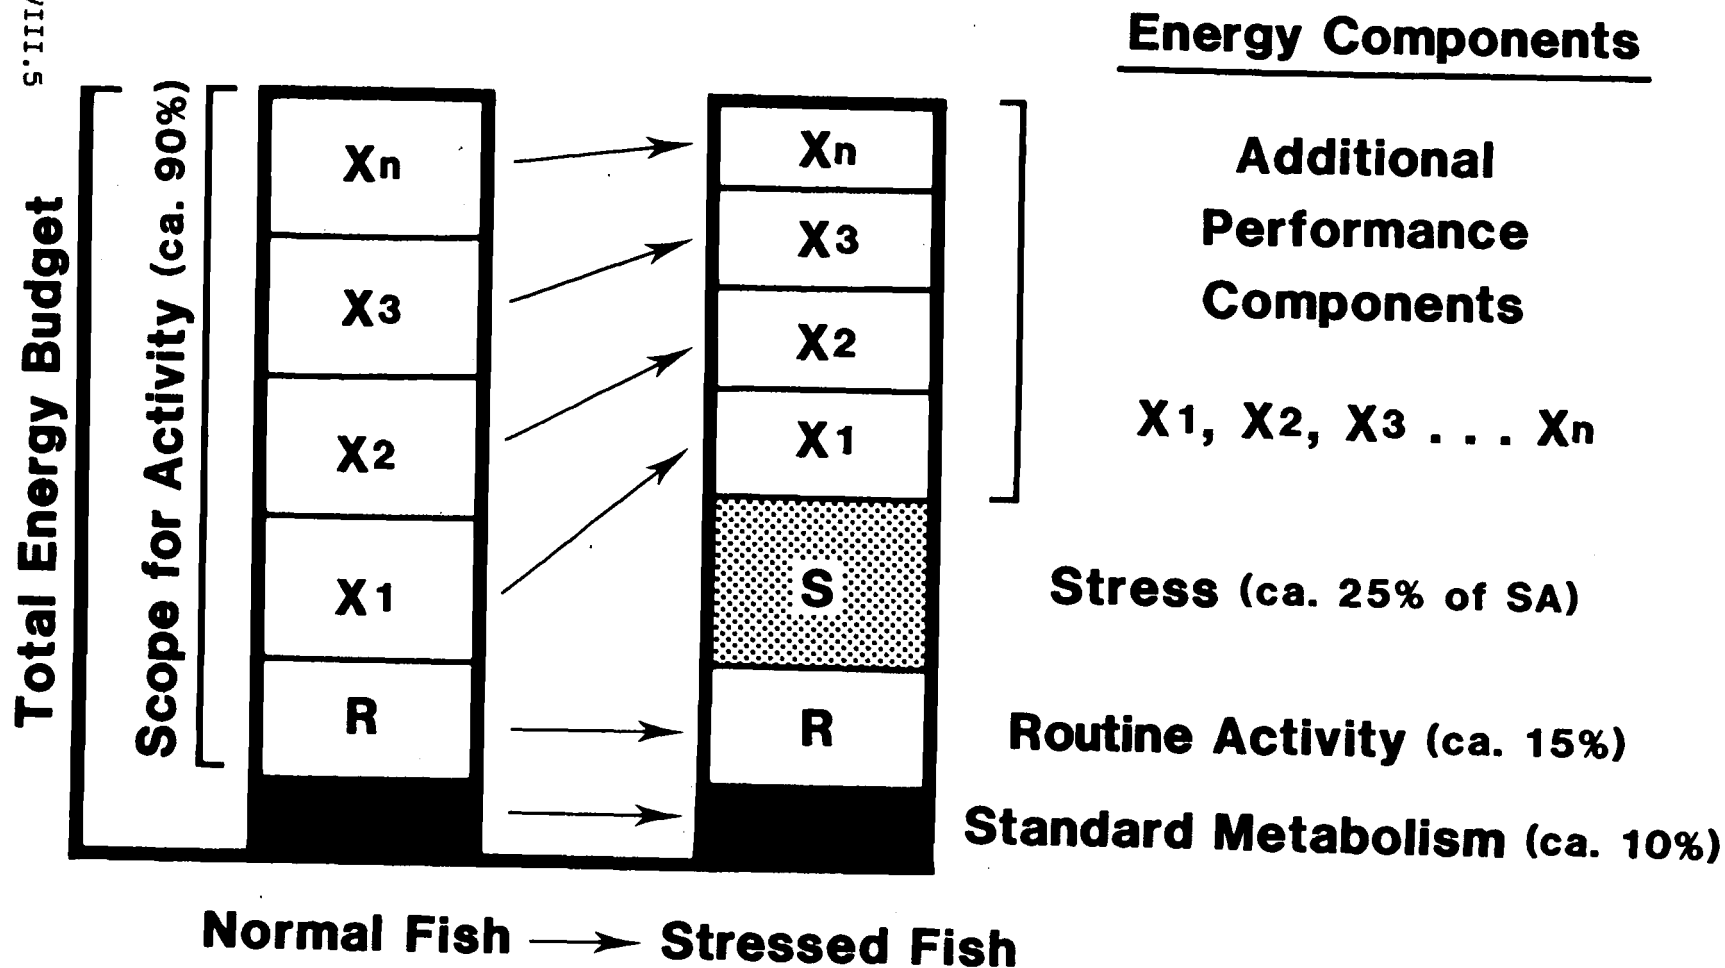 VIII.5
Energy Components
Total Energy Budget
Scope for Activity (ca. 90%)
Xn
X3
X2
X1
R
Xn
X3
X2
X1
S
R
Additional
Performance
Components
X1, X2, X3 . . . Xn
Stress (ca. 25% of SA)
Routine Activity (ca. 15%)
Standard Metabolism (ca. 10%)
Normal Fish → Stressed Fish